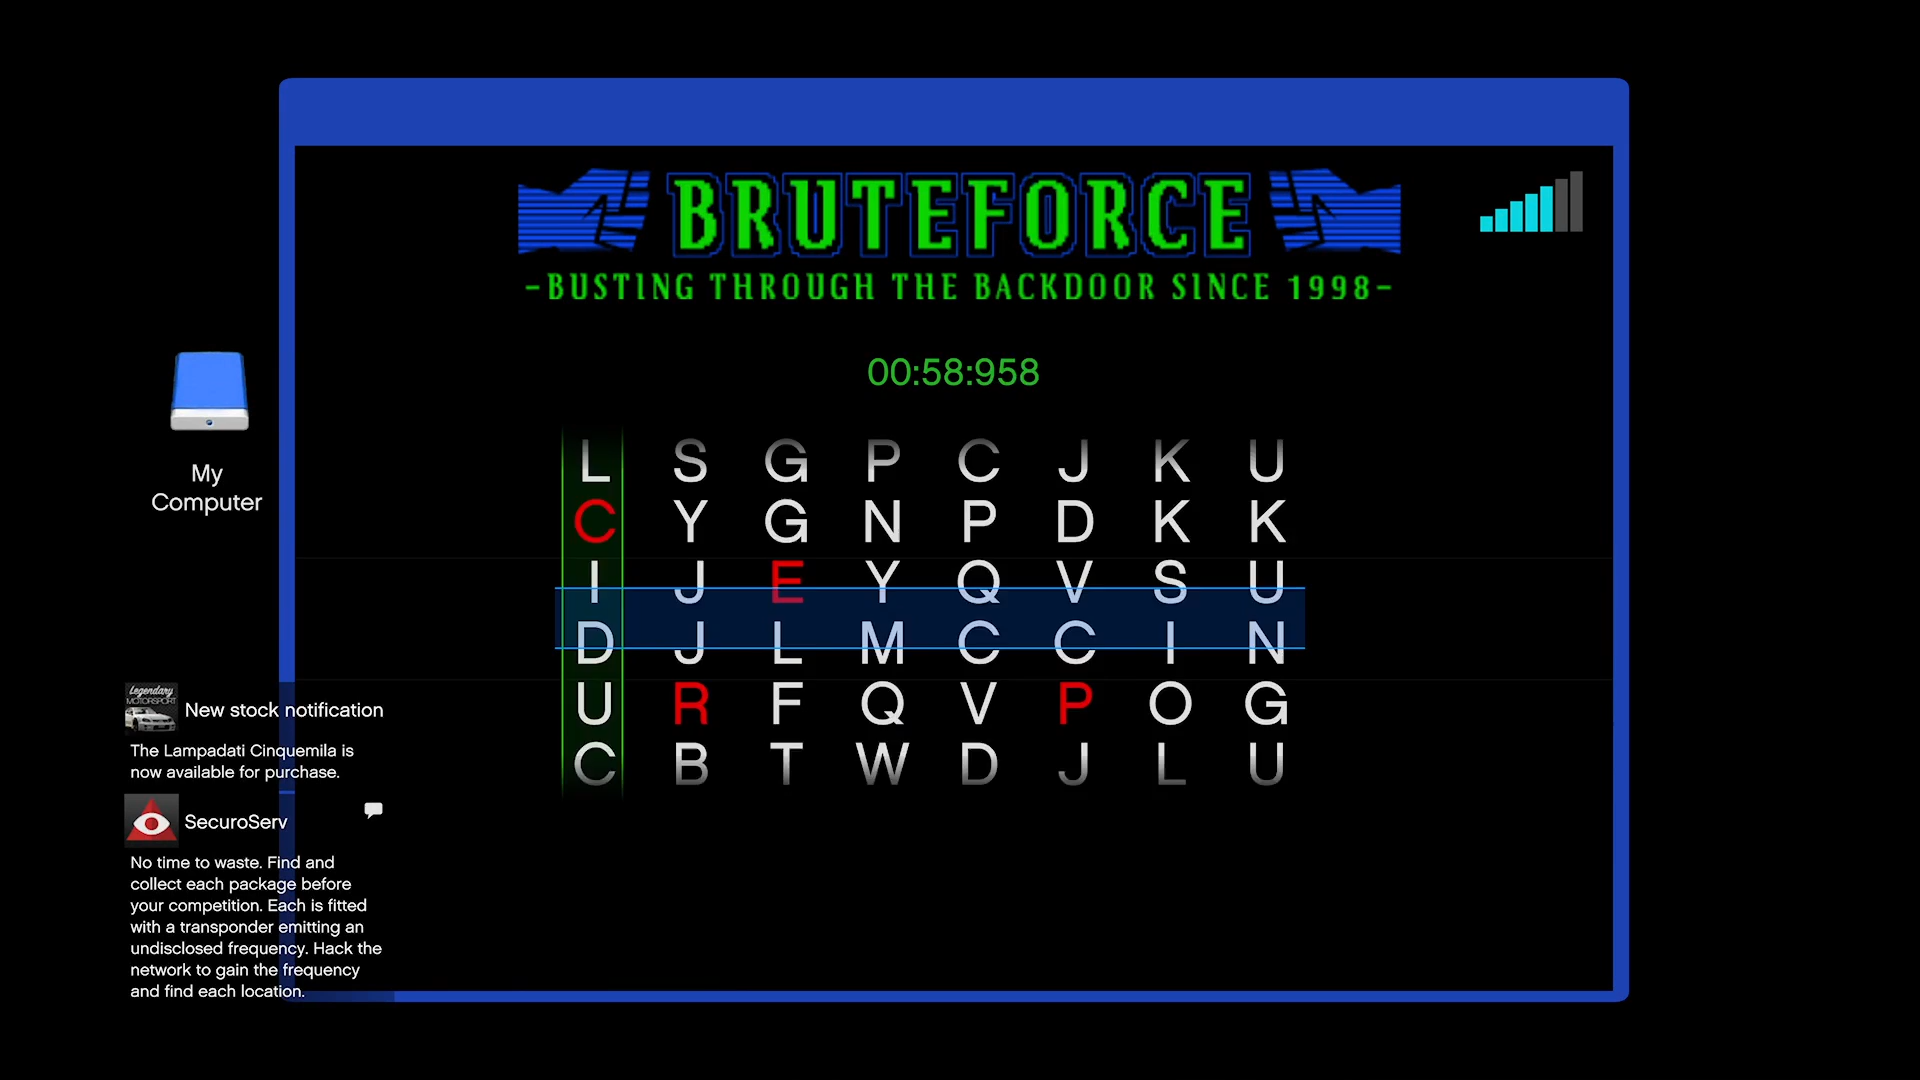 BRUTEFORCE
-BUSTING THROUGH THE BACKDOOR SINCE 1998-
00:58:958
L S G P C J K U
C Y G N P D K K
I J E Y Q V S U
D J L M C C I N
U R F Q V P O G
C B T W D J L U
My
Computer
Legendary
MOTORSPORT
New stock notification
The Lampadati Cinquemila is
now available for purchase.
SecuroServ
No time to waste. Find and
collect each package before
your competition. Each is fitted
with a transponder emitting an
undisclosed frequency. Hack the
network to gain the frequency
and find each location.